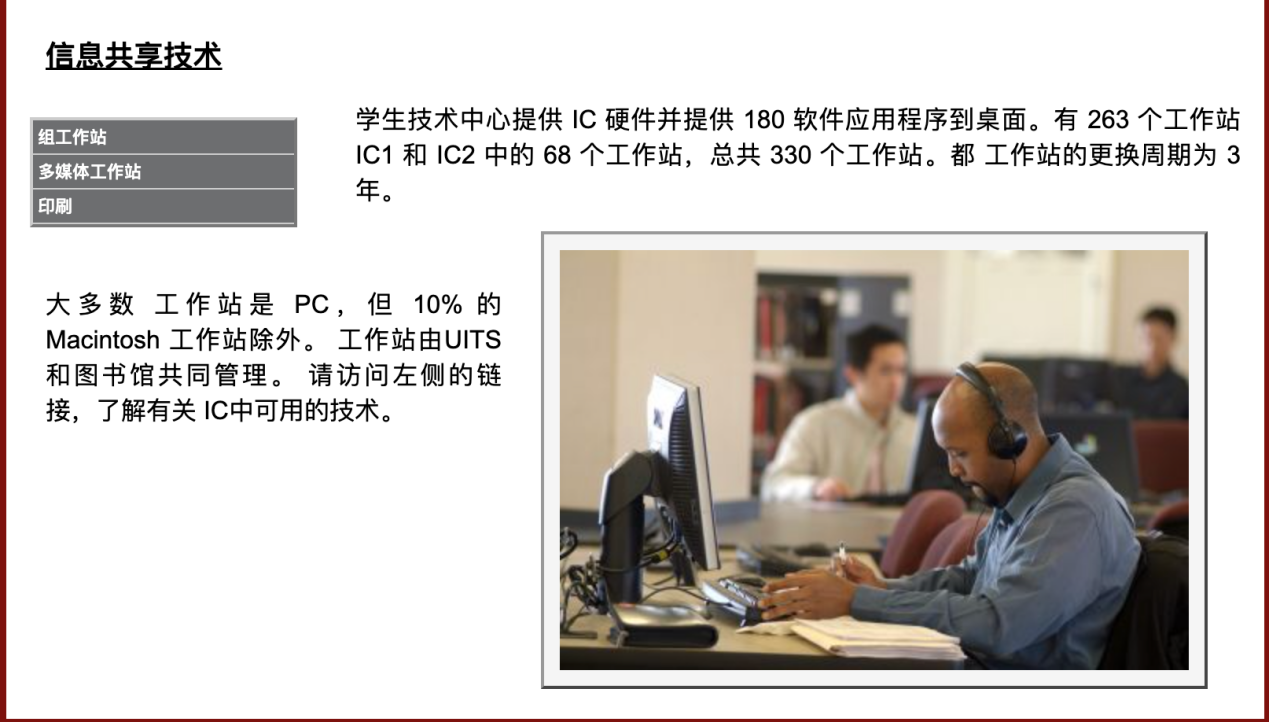 信息共享技术
学生技术中心提供 IC 硬件并提供 180 软件应用程序到桌面。有 263 个工作站
IC1 和 IC2 中的 68 个工作站，总共 330 个工作站。都 工作站的更换周期为 3
年。
组工作站
多媒体工作站
印刷
大多数 工作站是 PC，但 10% 的
Macintosh 工作站除外。 工作站由UITS
和图书馆共同管理。 请访问左侧的链
接，了解有关 IC中可用的技术。